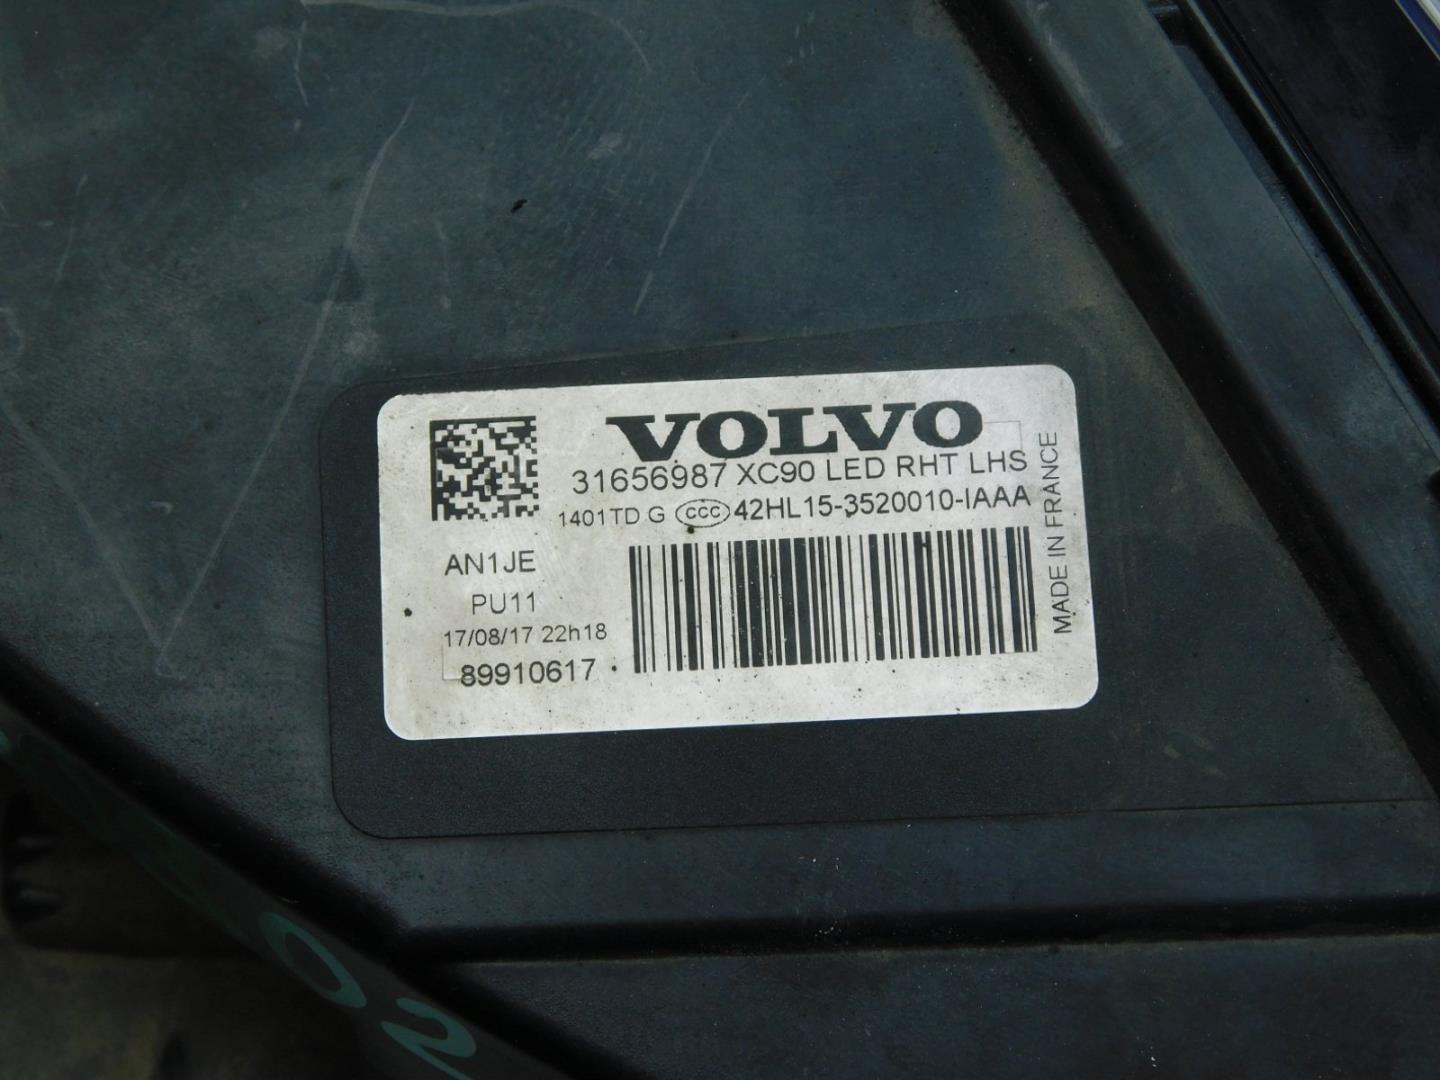 VOLVO
31656987 XC90 LED RHT LHS
1401TD G CCC 42HL15-3520010-IAAA
AN1JE
PU11
17/08/17 22h18
89910617
MADE IN FRANCE
02